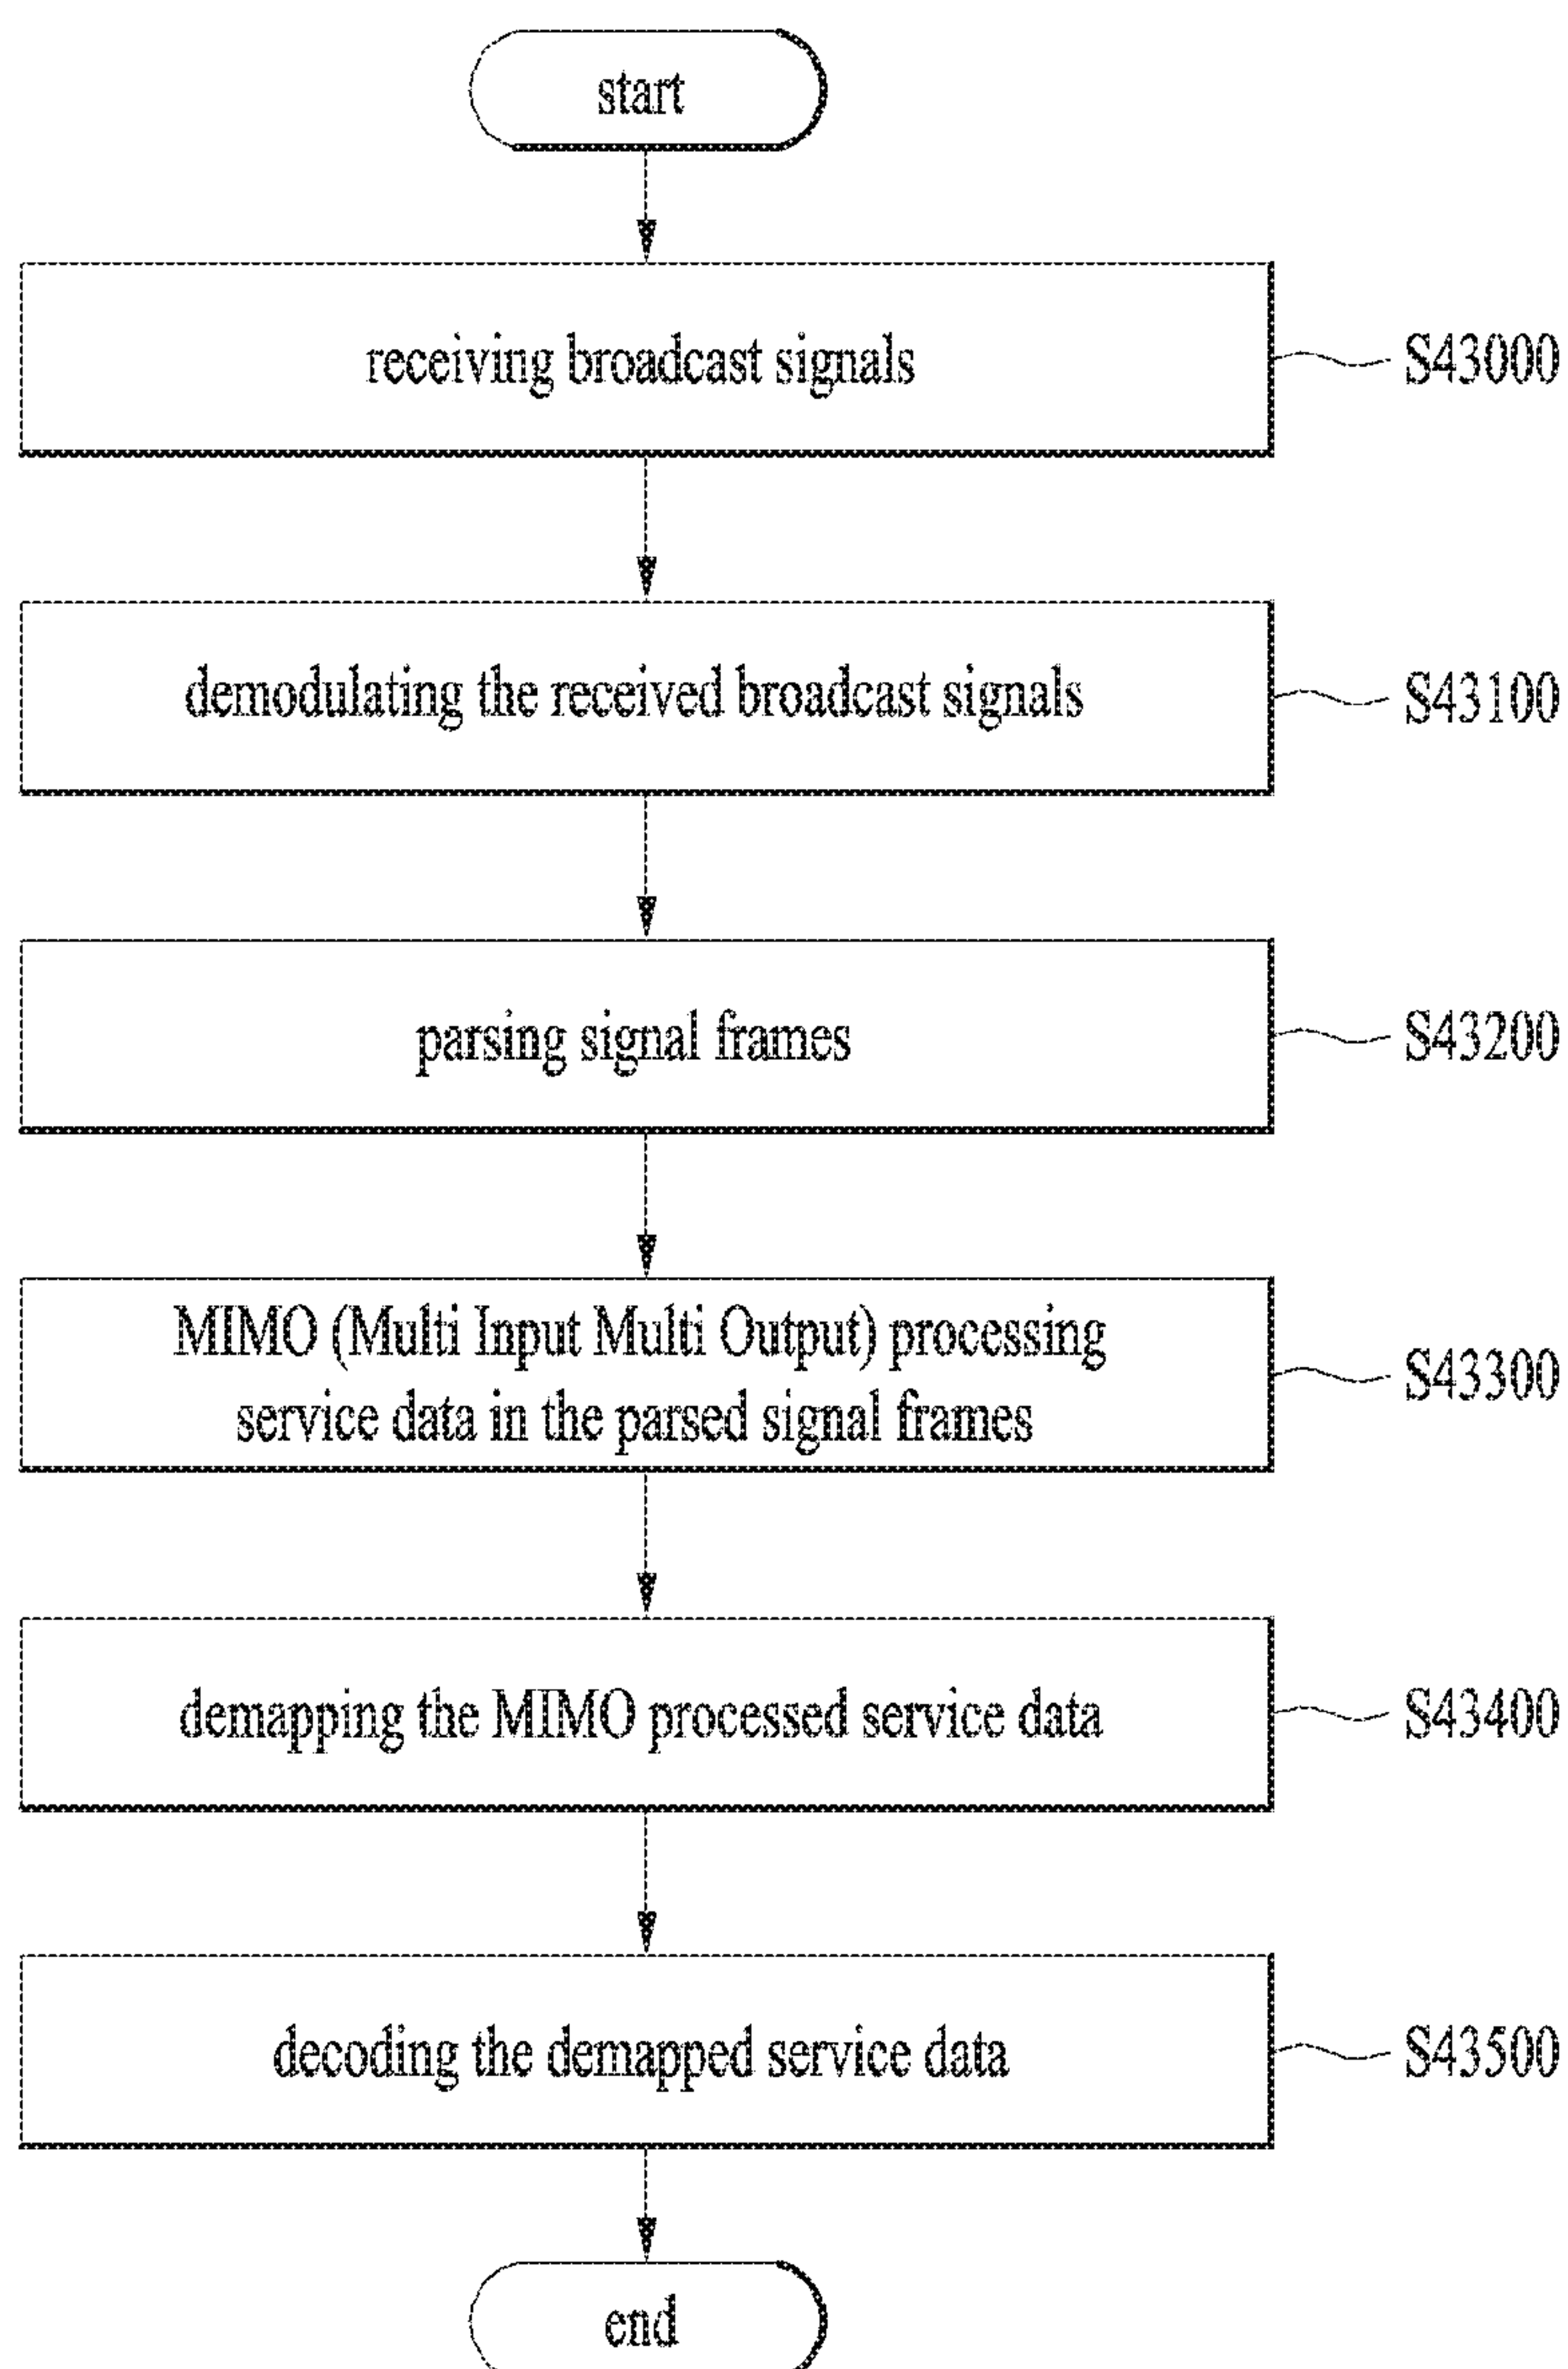 start
receiving broadcast signals
S43000
demodulating the received broadcast signals
S43100
parsing signal frames
S43200
MIMO (Multi Input Multi Output) processing
service data in the parsed signal frames
S43300
demapping the MIMO processed service data
S43400
decoding the demapped service data
S43500
end